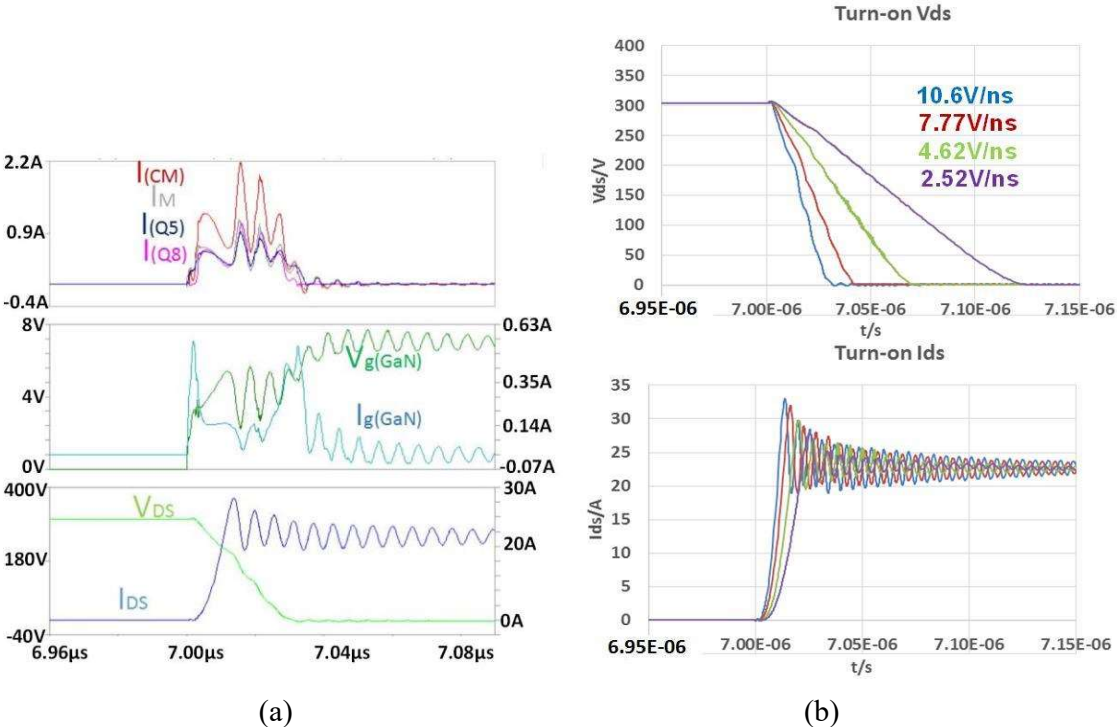 2.2A
0.9A
-0.4A
I(CM)
IM
I(Q5)
I(Q8)
8V
4V
0V
0.63A
0.35A
0.14A
-0.07A
Vg(GaN)
Ig(GaN)
400V
180V
-40V
30A
20A
0A
VDS
IDS
6.96µs 7.00µs 7.04µs 7.08µs
(a)
Turn-on Vds
400
350
300
250
200
150
100
50
0
Vds/V
10.6V/ns
7.77V/ns
4.62V/ns
2.52V/ns
6.95E-06 7.00E-06 7.05E-06 7.10E-06 7.15E-06
t/s
Turn-on Ids
35
30
25
20
15
10
5
0
Ids/A
6.95E-06 7.00E-06 7.05E-06 7.10E-06 7.15E-06
t/s
(b)